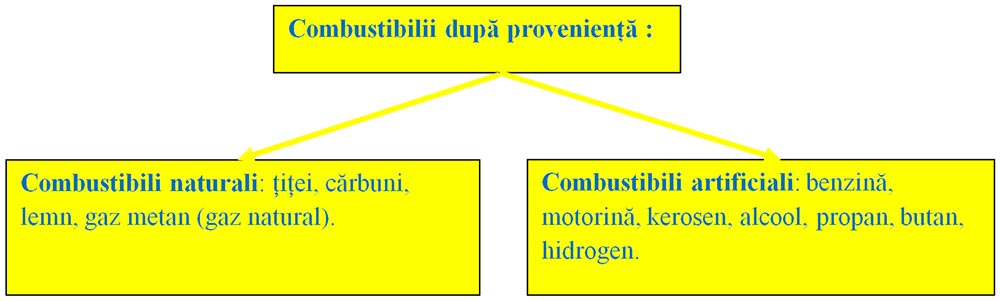 Combustibilii după proveniență :
Combustibili naturali: țiței, cărbuni,
lemn, gaz metan (gaz natural).
Combustibili artificiali: benzină,
motorină, kerosen, alcool, propan, butan,
hidrogen.